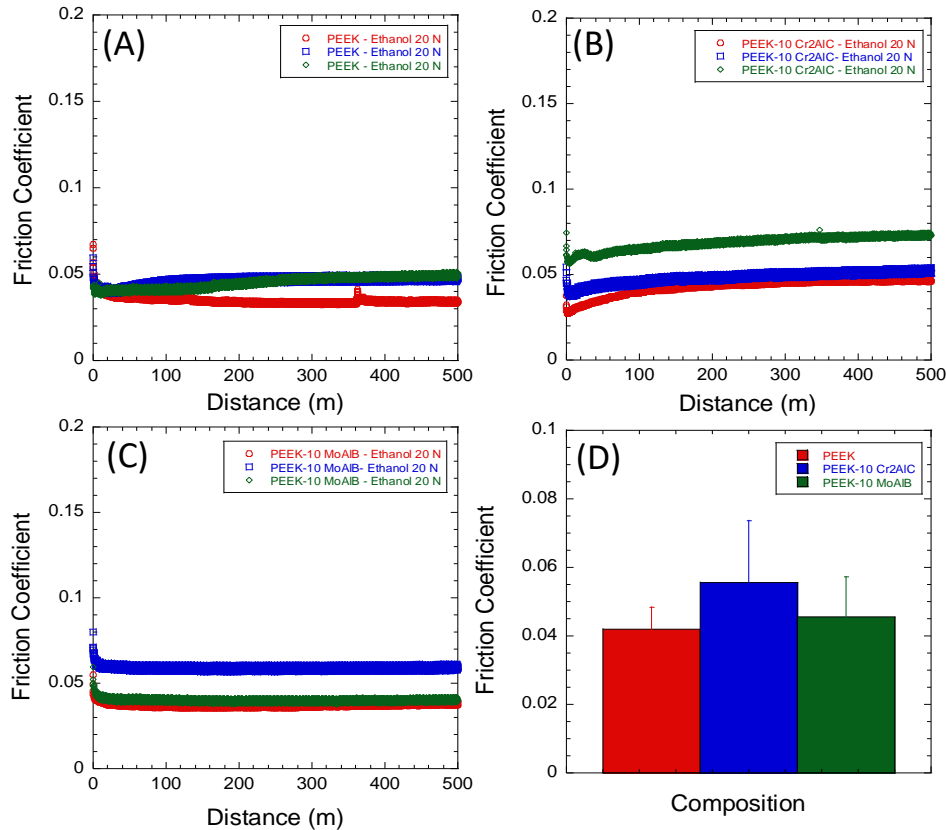 (A)
PEEK - Ethanol 20 N
PEEK - Ethanol 20 N
PEEK - Ethanol 20 N
0.2
0.15
0.1
0.05
0
Friction Coefficient
0 100 200 300 400 500
Distance (m)
(B)
PEEK-10 Cr2AlC - Ethanol 20 N
PEEK-10 Cr2AlC- Ethanol 20 N
PEEK-10 Cr2AlC - Ethanol 20 N
0.2
0.15
0.1
0.05
0
Friction Coefficient
0 100 200 300 400 500
Distance (m)
(C)
PEEK-10 MoAlB - Ethanol 20 N
PEEK-10 MoAlB- Ethanol 20 N
PEEK-10 MoAlB - Ethanol 20 N
0.2
0.15
0.1
0.05
0
Friction Coefficient
0 100 200 300 400 500
Distance (m)
(D)
PEEK
PEEK-10 Cr2AlC
PEEK-10 MoAlB
0.1
0.08
0.06
0.04
0.02
0
Friction Coefficient
Composition